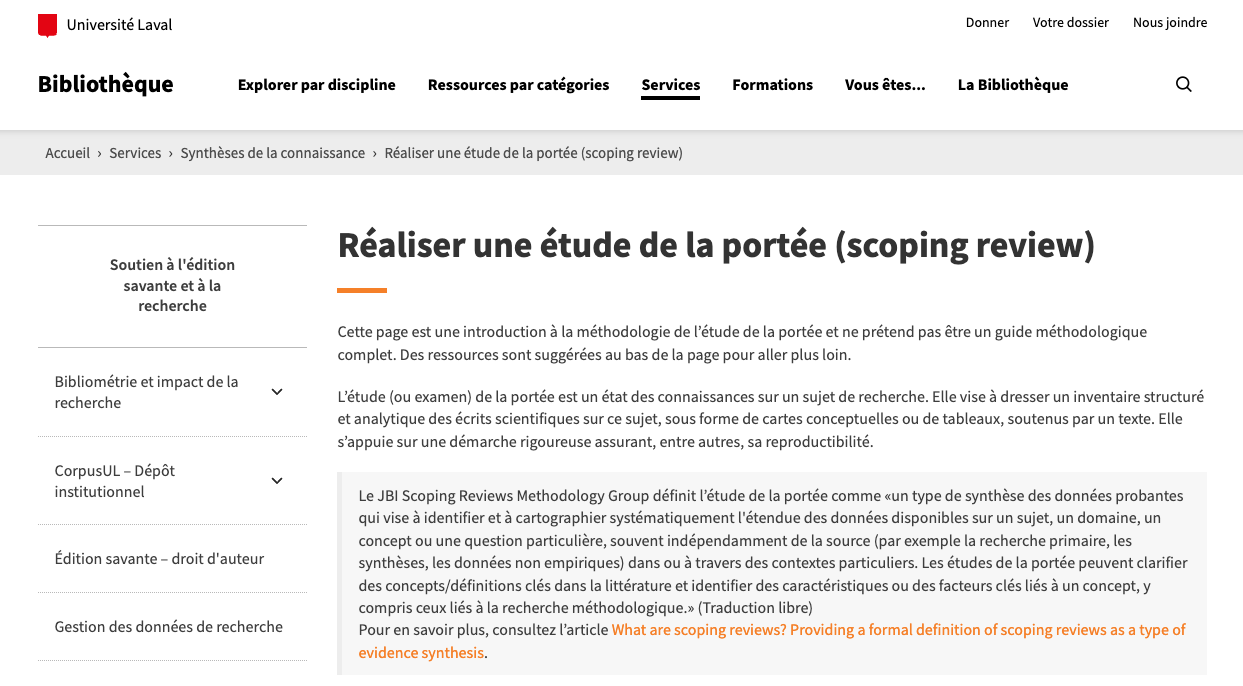 Université Laval
Donner
Votre dossier
Nous joindre
Bibliothèque
Explorer par discipline
Ressources par catégories
Services
Formations
Vous êtes...
La Bibliothèque
Accueil › Services › Synthèses de la connaissance › Réaliser une étude de la portée (scoping review)
Soutien à l'édition
savante et à la
recherche
Bibliométrie et impact de la
recherche
CorpusUL – Dépôt
institutionnel
Édition savante – droit d'auteur
Gestion des données de recherche
Réaliser une étude de la portée (scoping review)
Cette page est une introduction à la méthodologie de l’étude de la portée et ne prétend pas être un guide méthodologique
complet. Des ressources sont suggérées au bas de la page pour aller plus loin.
L’étude (ou examen) de la portée est un état des connaissances sur un sujet de recherche. Elle vise à dresser un inventaire structuré
et analytique des écrits scientifiques sur ce sujet, sous forme de cartes conceptuelles ou de tableaux, soutenus par un texte. Elle
s’appuie sur une démarche rigoureuse assurant, entre autres, sa reproductibilité.
Le JBI Scoping Reviews Methodology Group définit l’étude de la portée comme «un type de synthèse des données probantes
qui vise à identifier et à cartographier systématiquement l'étendue des données disponibles sur un sujet, un domaine, un
concept ou une question particulière, souvent indépendamment de la source (par exemple la recherche primaire, les
synthèses, les données non empiriques) dans ou à travers des contextes particuliers. Les études de la portée peuvent clarifier
des concepts/définitions clés dans la littérature et identifier des caractéristiques ou des facteurs clés liés à un concept, y
compris ceux liés à la recherche méthodologique.» (Traduction libre)
Pour en savoir plus, consultez l’article What are scoping reviews? Providing a formal definition of scoping reviews as a type of
evidence synthesis.